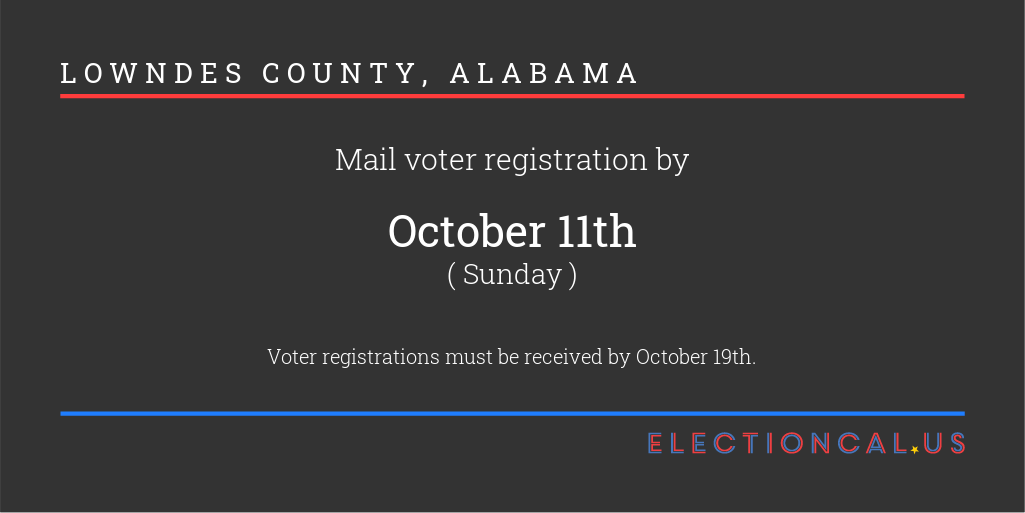 LOWNDES COUNTY, ALABAMA
Mail voter registration by
October 11th
( Sunday )
Voter registrations must be received by October 19th.
ELECTIONCAL.US